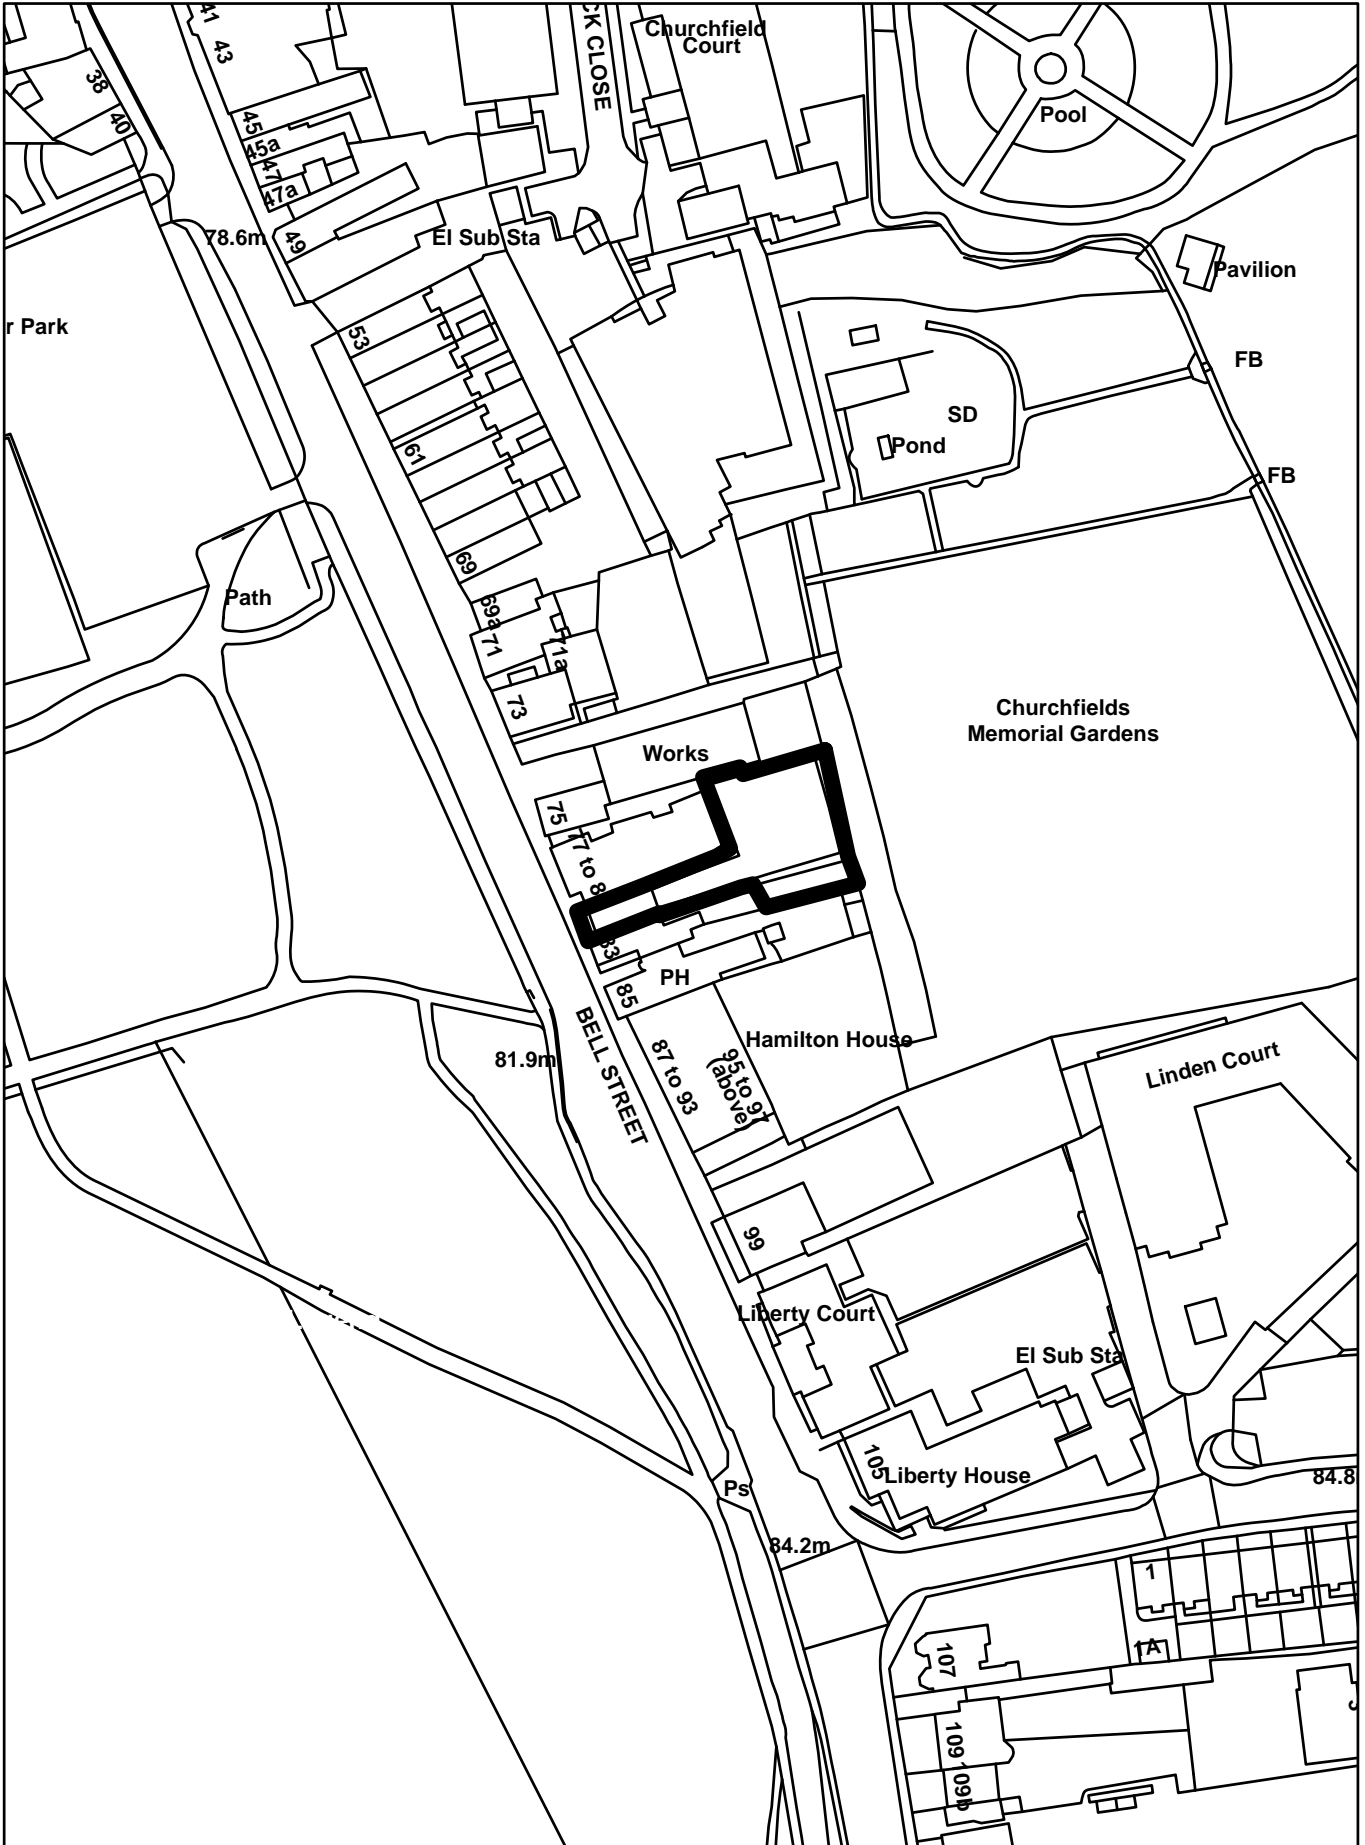 41
43
CK CLOSE
Churchfield
Court
38
40
Pool
45
45a
47
47a
78.6m
49
El Sub Sta
Pavilion
r Park
53
FB
SD
61
Pond
FB
69
Path
69a
71
71a
73
Churchfields
Memorial Gardens
Works
75
77 to 8
83
PH
85
BELL STREET
Hamilton House
81.9m
87 to 93
95 to 97
(above)
Linden Court
99
Liberty Court
El Sub Sta
105
Liberty House
84.8
Ps
84.2m
1
1A
107
109
109b